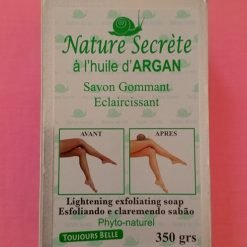 Nature Secrète
à l'huile d'ARGAN
Savon Gommant
Eclaircissant
AVANT
APRES
Lightening exfoliating soap
Esfoliando e claremendo sabão
Phyto-naturel
TOUJOURS BELLE
350 grs